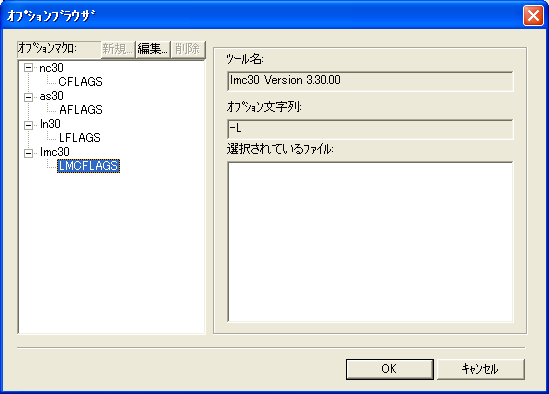 ｵﾌﾟｼｮﾝﾌﾞﾗｳｻﾞ
ｵﾌﾟｼｮﾝﾏｸﾛ:
新規...
編集...
削除
nc30
CFLAGS
as30
AFLAGS
ln30
LFLAGS
lmc30
LMCFLAGS
ツール名:
lmc30 Version 3.30.00
ｵﾌﾟｼｮﾝ文字列:
-L
選択されているﾌｧｲﾙ:
OK
ｷｬﾝｾﾙ